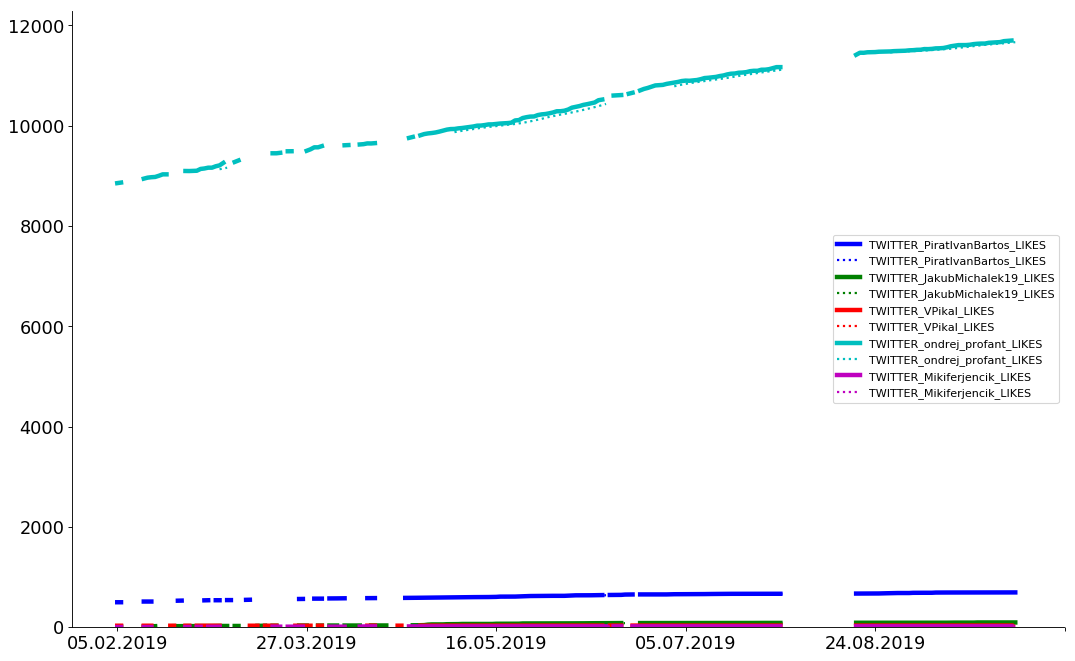 12000
10000
8000
6000
4000
2000
0
05.02.2019 27.03.2019 16.05.2019 05.07.2019 24.08.2019
TWITTER_PiratIvanBartos_LIKES
TWITTER_PiratIvanBartos_LIKES
TWITTER_JakubMichalek19_LIKES
TWITTER_JakubMichalek19_LIKES
TWITTER_VPikal_LIKES
TWITTER_VPikal_LIKES
TWITTER_ondrej_profant_LIKES
TWITTER_ondrej_profant_LIKES
TWITTER_Mikiferjencik_LIKES
TWITTER_Mikiferjencik_LIKES